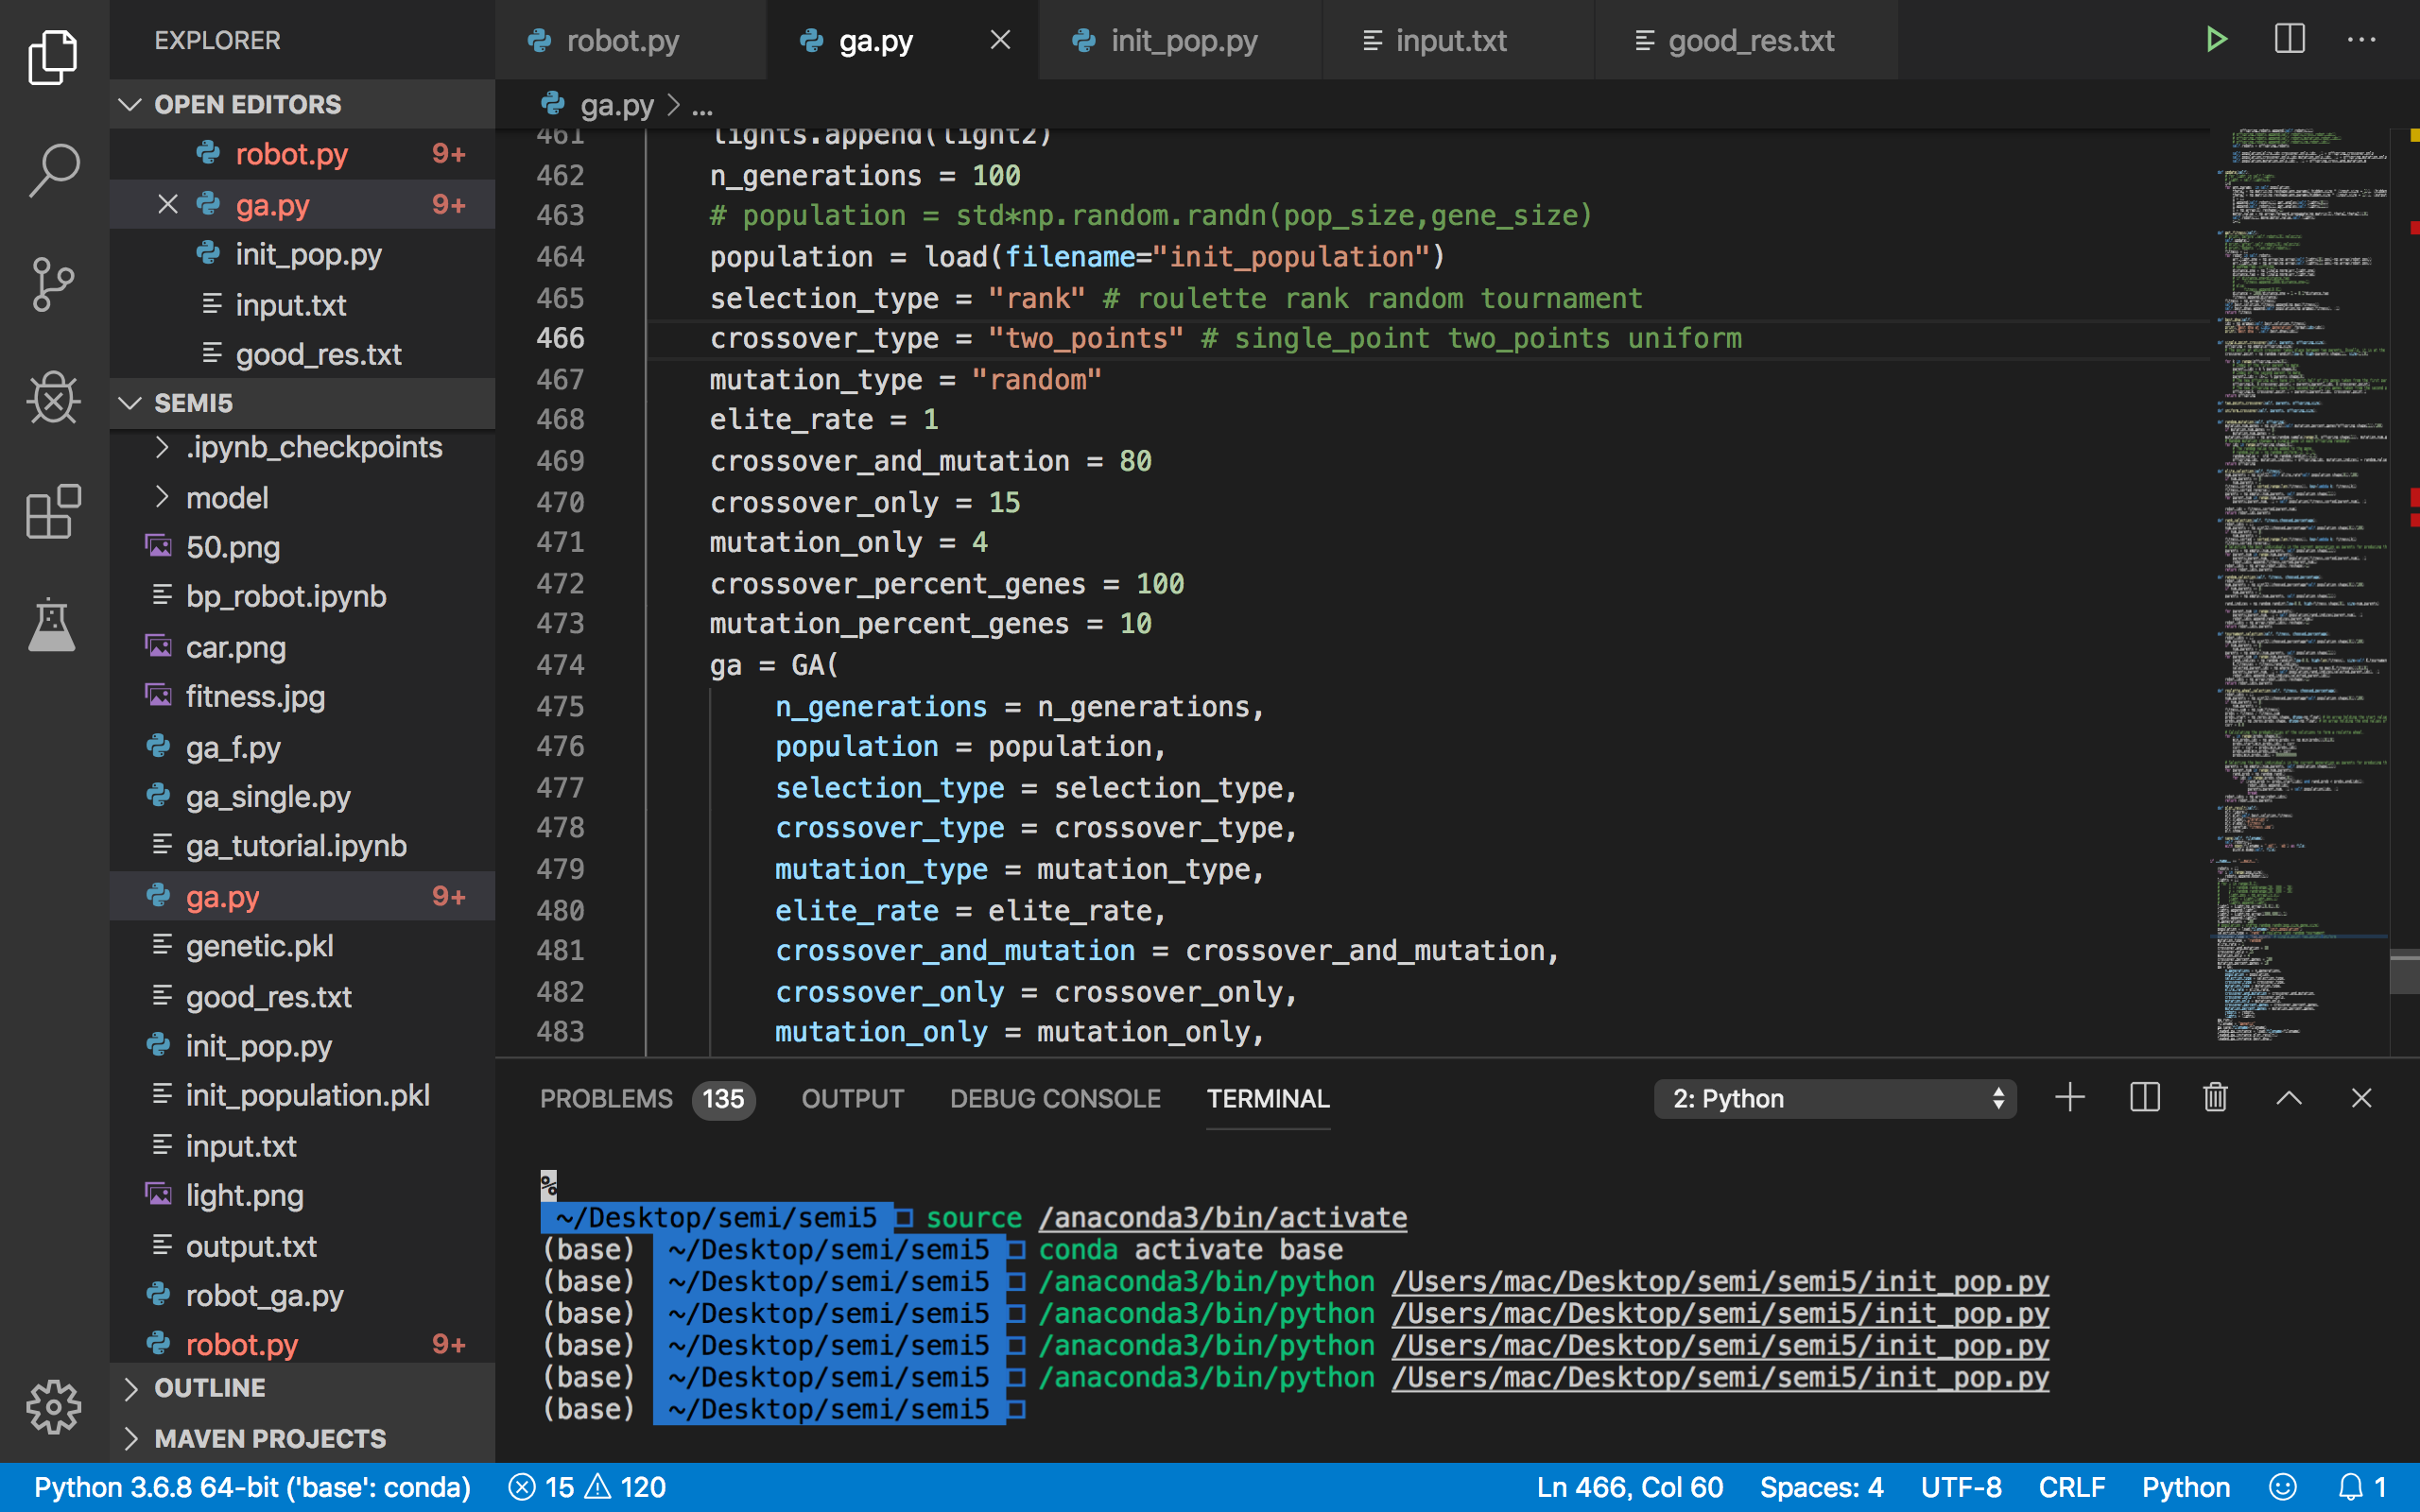 EXPLORER
OPEN EDITORS
robot.py 9+
ga.py 9+
init_pop.py
input.txt
good_res.txt
SEMI5
.ipynb_checkpoints
model
50.png
bp_robot.ipynb
car.png
fitness.jpg
ga_f.py
ga_single.py
ga_tutorial.ipynb
ga.py 9+
genetic.pkl
good_res.txt
init_pop.py
init_population.pkl
input.txt
light.png
output.txt
robot_ga.py
robot.py 9+
OUTLINE
MAVEN PROJECTS
robot.py ga.py init_pop.py input.txt good_res.txt
ga.py > ...
461 lights.append(light2)
462 n_generations = 100
463 # population = std*np.random.randn(pop_size,gene_size)
464 population = load(filename="init_population")
465 selection_type = "rank" # roulette rank random tournament
466 crossover_type = "two_points" # single_point two_points uniform
467 mutation_type = "random"
468 elite_rate = 1
469 crossover_and_mutation = 80
470 crossover_only = 15
471 mutation_only = 4
472 crossover_percent_genes = 100
473 mutation_percent_genes = 10
474 ga = GA(
475 n_generations = n_generations,
476 population = population,
477 selection_type = selection_type,
478 crossover_type = crossover_type,
479 mutation_type = mutation_type,
480 elite_rate = elite_rate,
481 crossover_and_mutation = crossover_and_mutation,
482 crossover_only = crossover_only,
483 mutation_only = mutation_only,
PROBLEMS 135 OUTPUT DEBUG CONSOLE TERMINAL 2: Python
%
~/Desktop/semi/semi5 source /anaconda3/bin/activate
(base) ~/Desktop/semi/semi5 conda activate base
(base) ~/Desktop/semi/semi5 /anaconda3/bin/python /Users/mac/Desktop/semi/semi5/init_pop.py
(base) ~/Desktop/semi/semi5 /anaconda3/bin/python /Users/mac/Desktop/semi/semi5/init_pop.py
(base) ~/Desktop/semi/semi5 /anaconda3/bin/python /Users/mac/Desktop/semi/semi5/init_pop.py
(base) ~/Desktop/semi/semi5 /anaconda3/bin/python /Users/mac/Desktop/semi/semi5/init_pop.py
(base) ~/Desktop/semi/semi5
Python 3.6.8 64-bit ('base': conda) 15 120 Ln 466, Col 60 Spaces: 4 UTF-8 CRLF Python 1